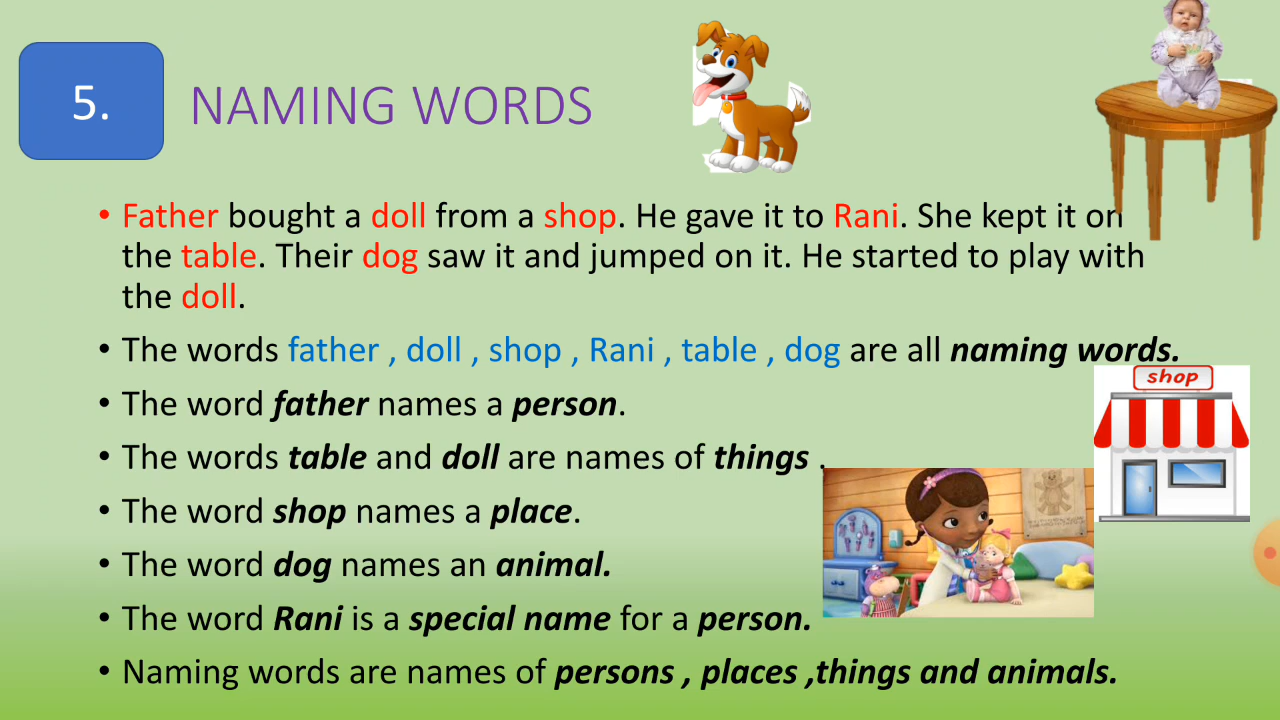 5.
NAMING WORDS
• Father bought a doll from a shop. He gave it to Rani. She kept it on
the table. Their dog saw it and jumped on it. He started to play with
the doll.
• The words father , doll , shop , Rani , table , dog are all naming words.
• The word father names a person.
• The words table and doll are names of things .
• The word shop names a place.
• The word dog names an animal.
• The word Rani is a special name for a person.
• Naming words are names of persons , places ,things and animals.
shop